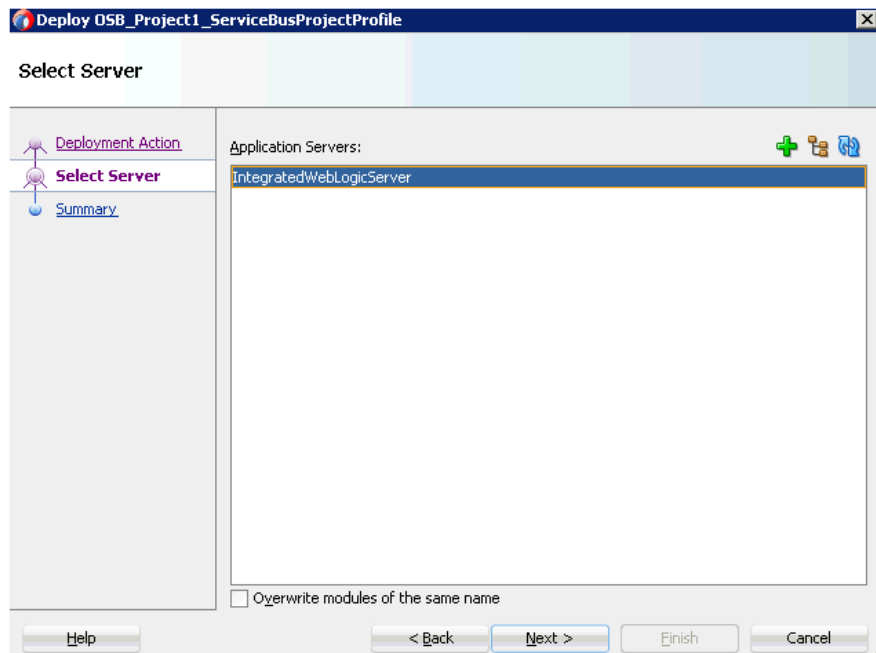 Deploy OSB_Project1_ServiceBusProjectProfile
Select Server
Deployment Action
Select Server
Summary
Application Servers:
IntegratedWebLogicServer
Overwrite modules of the same name
Help
< Back
Next >
Finish
Cancel